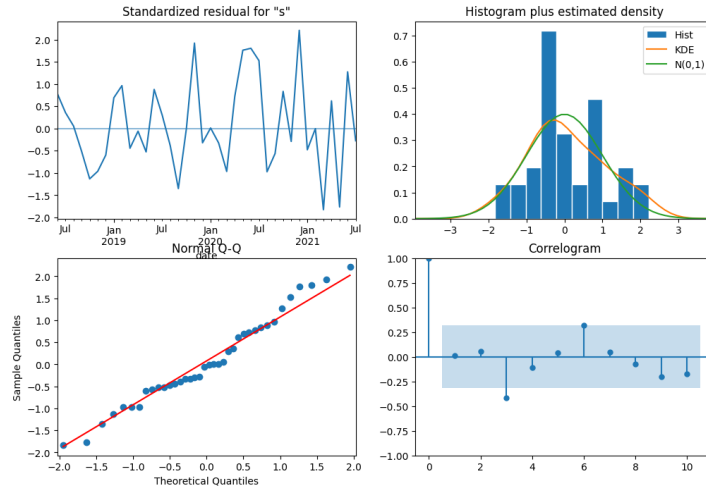 Standardized residual for "s"
2.0
1.5
1.0
0.5
0.0
−0.5
−1.0
−1.5
−2.0
Jul Jan Jul Jan Jul Jan Jul
2019 2020 2021
date
Histogram plus estimated density
Hist
KDE
N(0,1)
0.7
0.6
0.5
0.4
0.3
0.2
0.1
0.0
−3 −2 −1 0 1 2 3
Normal Q-Q
Sample Quantiles
2.0
1.5
1.0
0.5
0.0
−0.5
−1.0
−1.5
−2.0
−2.0 −1.5 −1.0 −0.5 0.0 0.5 1.0 1.5 2.0
Theoretical Quantiles
Correlogram
1.00
0.75
0.50
0.25
0.00
−0.25
−0.50
−0.75
−1.00
0 2 4 6 8 10